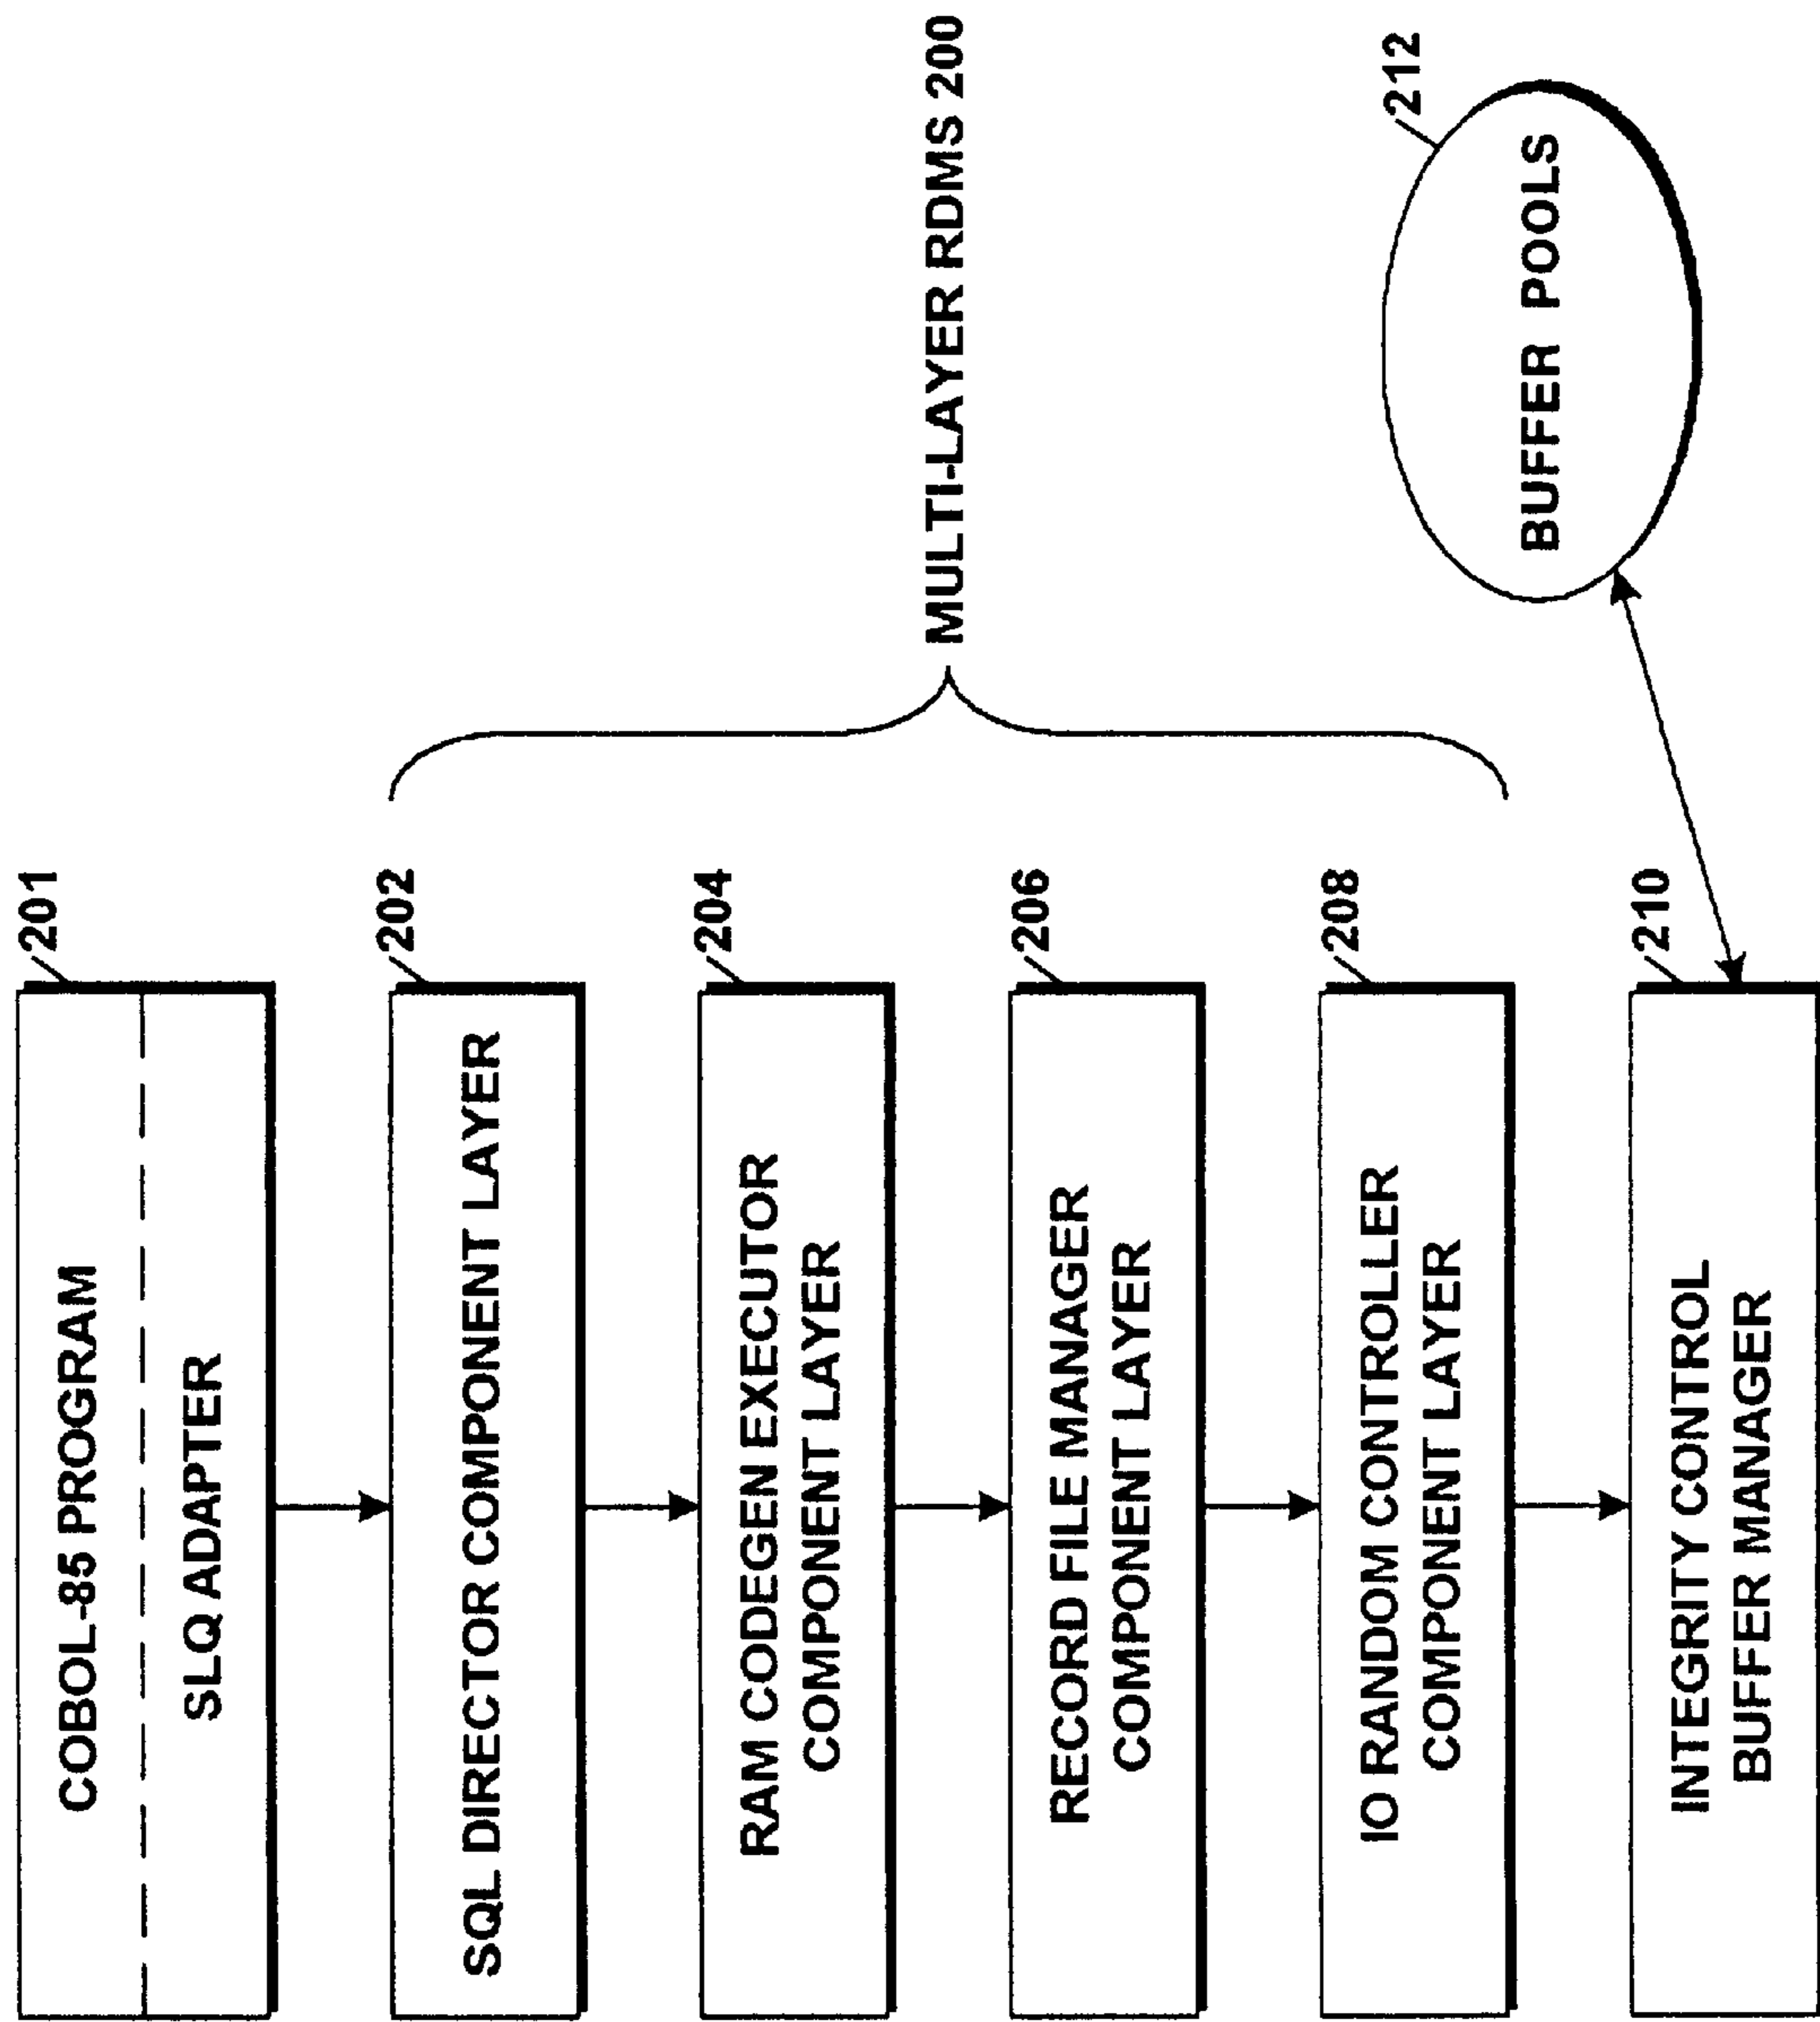 COBOL-85 PROGRAM
SLQ ADAPTER
201
SQL DIRECTOR COMPONENT LAYER
202
RAM CODEGEN EXECUTOR
COMPONENT LAYER
204
RECORD FILE MANAGER
COMPONENT LAYER
206
IO RANDOM CONTROLLER
COMPONENT LAYER
208
INTEGRITY CONTROL
BUFFER MANAGER
210
MULTI-LAYER RDMS 200
BUFFER POOLS
212